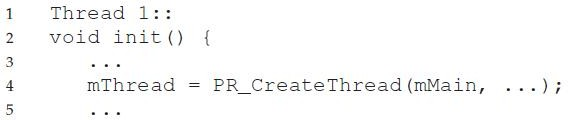 1 Thread 1::
2 void init() {
3 ...
4 mThread = PR_CreateThread(mMain, ...);
5 ...